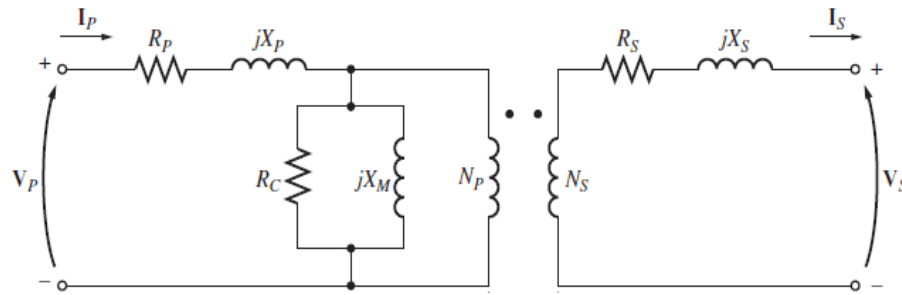 I_P I_S
R_P jX_P R_S jX_S
+ +
V_P R_C jX_M N_P N_S V_S
– –